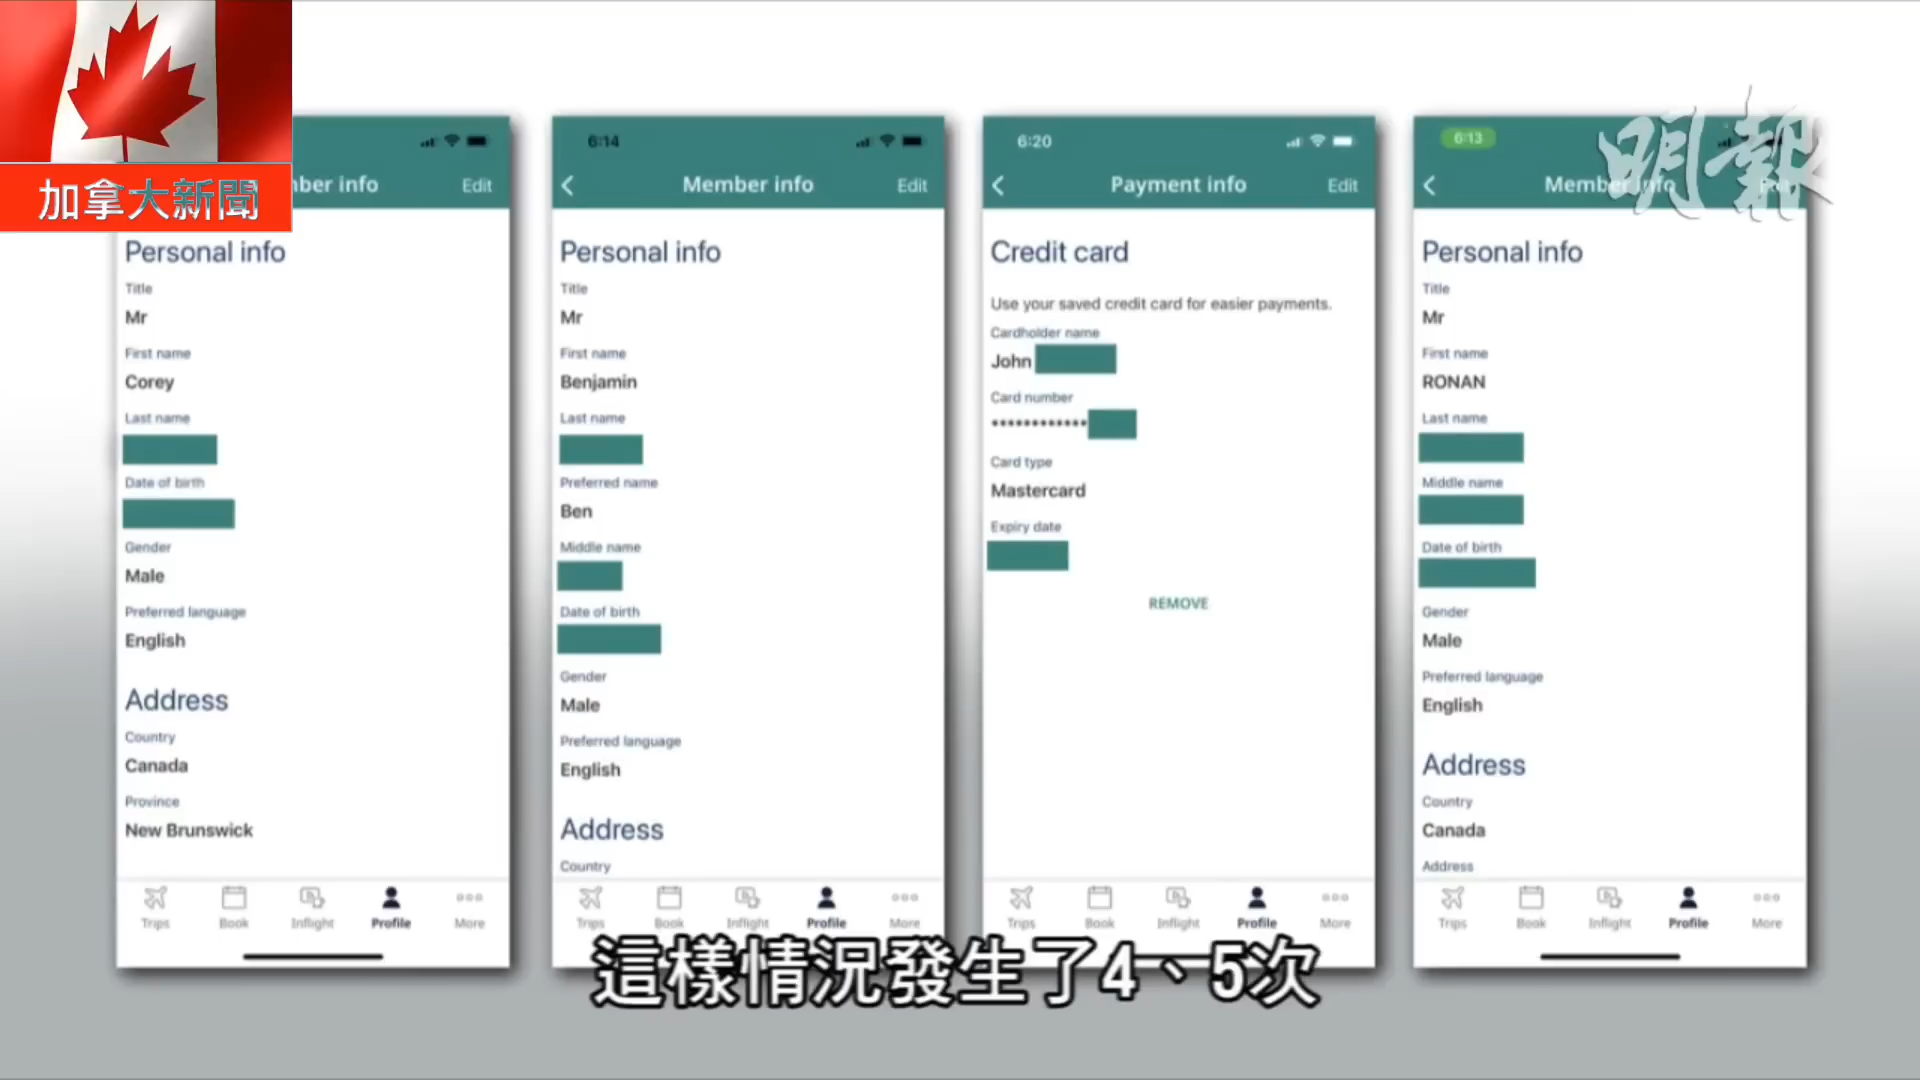 加拿大新聞
明報
mber info
Edit
Personal info
Title
Mr
First name
Corey
Last name
Date of birth
Gender
Male
Preferred language
English
Address
Country
Canada
Province
New Brunswick
Trips Book Inflight Profile More
6:14
Member info
Edit
Personal info
Title
Mr
First name
Benjamin
Last name
Preferred name
Ben
Middle name
Date of birth
Gender
Male
Preferred language
English
Address
Country
Trips Book Inflight Profile More
6:20
Payment info
Edit
Credit card
Use your saved credit card for easier payments.
Cardholder name
John
Card number
************
Card type
Mastercard
Expiry date
REMOVE
Trips Book Inflight Profile More
6:13
Member info
Personal info
Title
Mr
First name
RONAN
Last name
Middle name
Date of birth
Gender
Male
Preferred language
English
Address
Country
Canada
Address
Trips Book Inflight Profile More
這樣情況發生了4、5次